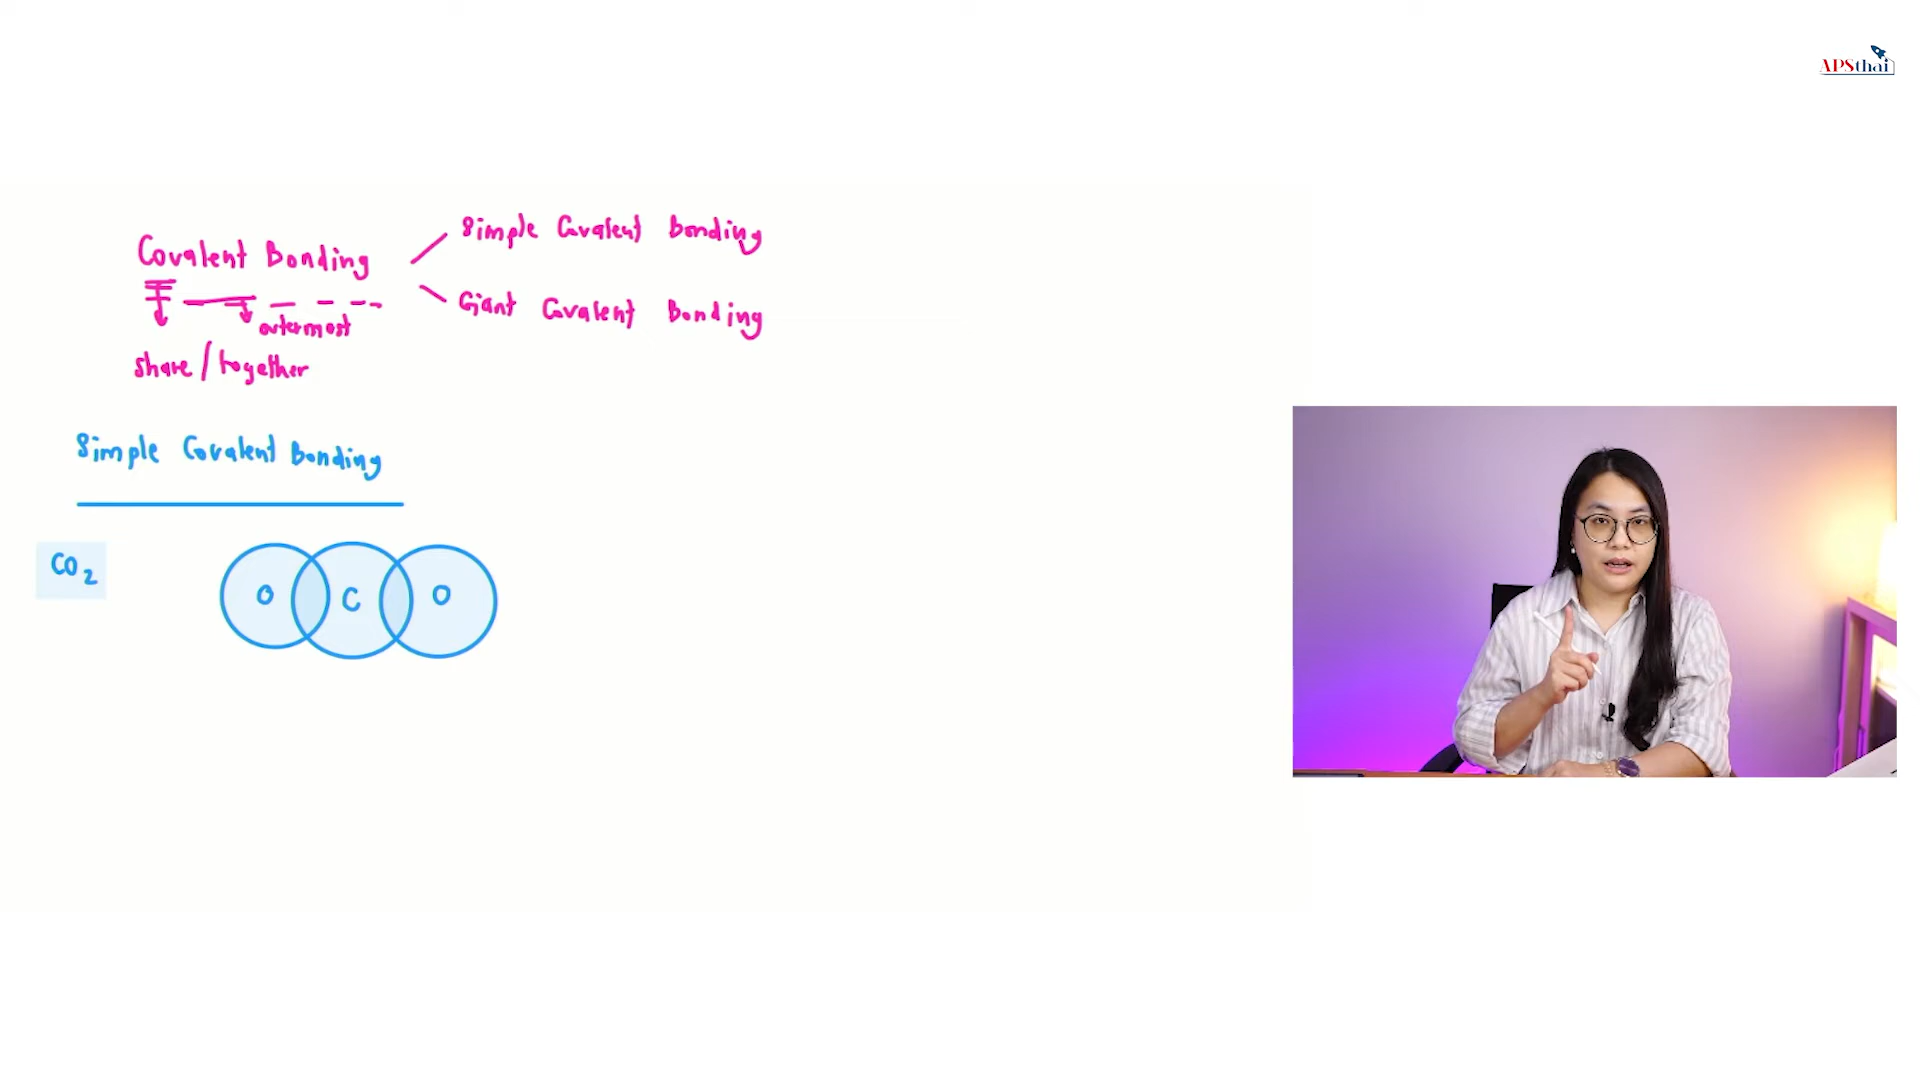 APSthai
Covalent Bonding
outermost
share / together
Simple Covalent Bonding
Giant Covalent Bonding
Simple Covalent Bonding
CO2
O C O